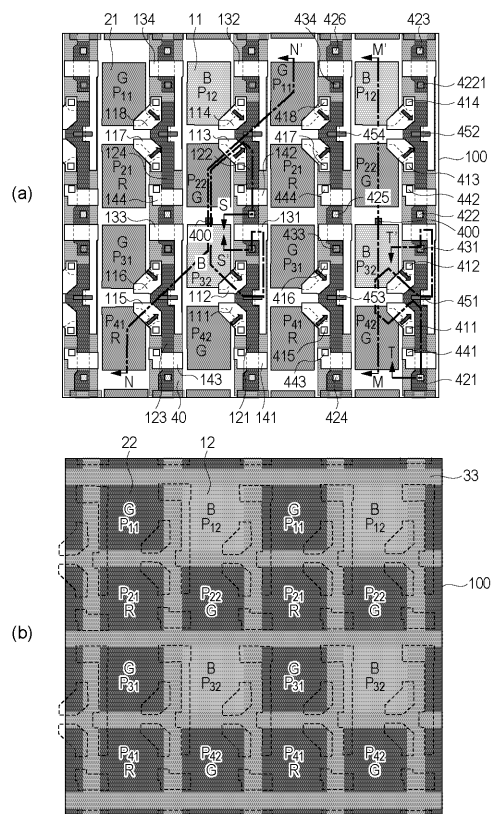 21 134 11 132 N' 434 426 M' 423
G P11 B P12 G P11 B P12 4221
118 114 418 414
117 113 417 454 452
100
(a) 124 P21 R 122 P22 G 142 P21 R P22 G 413
144 444 425 442
133 S 131 422
400 400
G P31 S' G P31 433 T' 431
B P32 B P32 412
116 112 416 453 451
115 111 411
P41 R P42 G P41 R 415 P42 G 441
143 443 T
N M 421
123 40 121 141 424
22 12 33
G P11 B P12 G P11 B P12
100
P21 R P22 G P21 R P22 G
(b)
G P31 B P32 G P31 B P32
P41 R P42 G P41 R P42 G